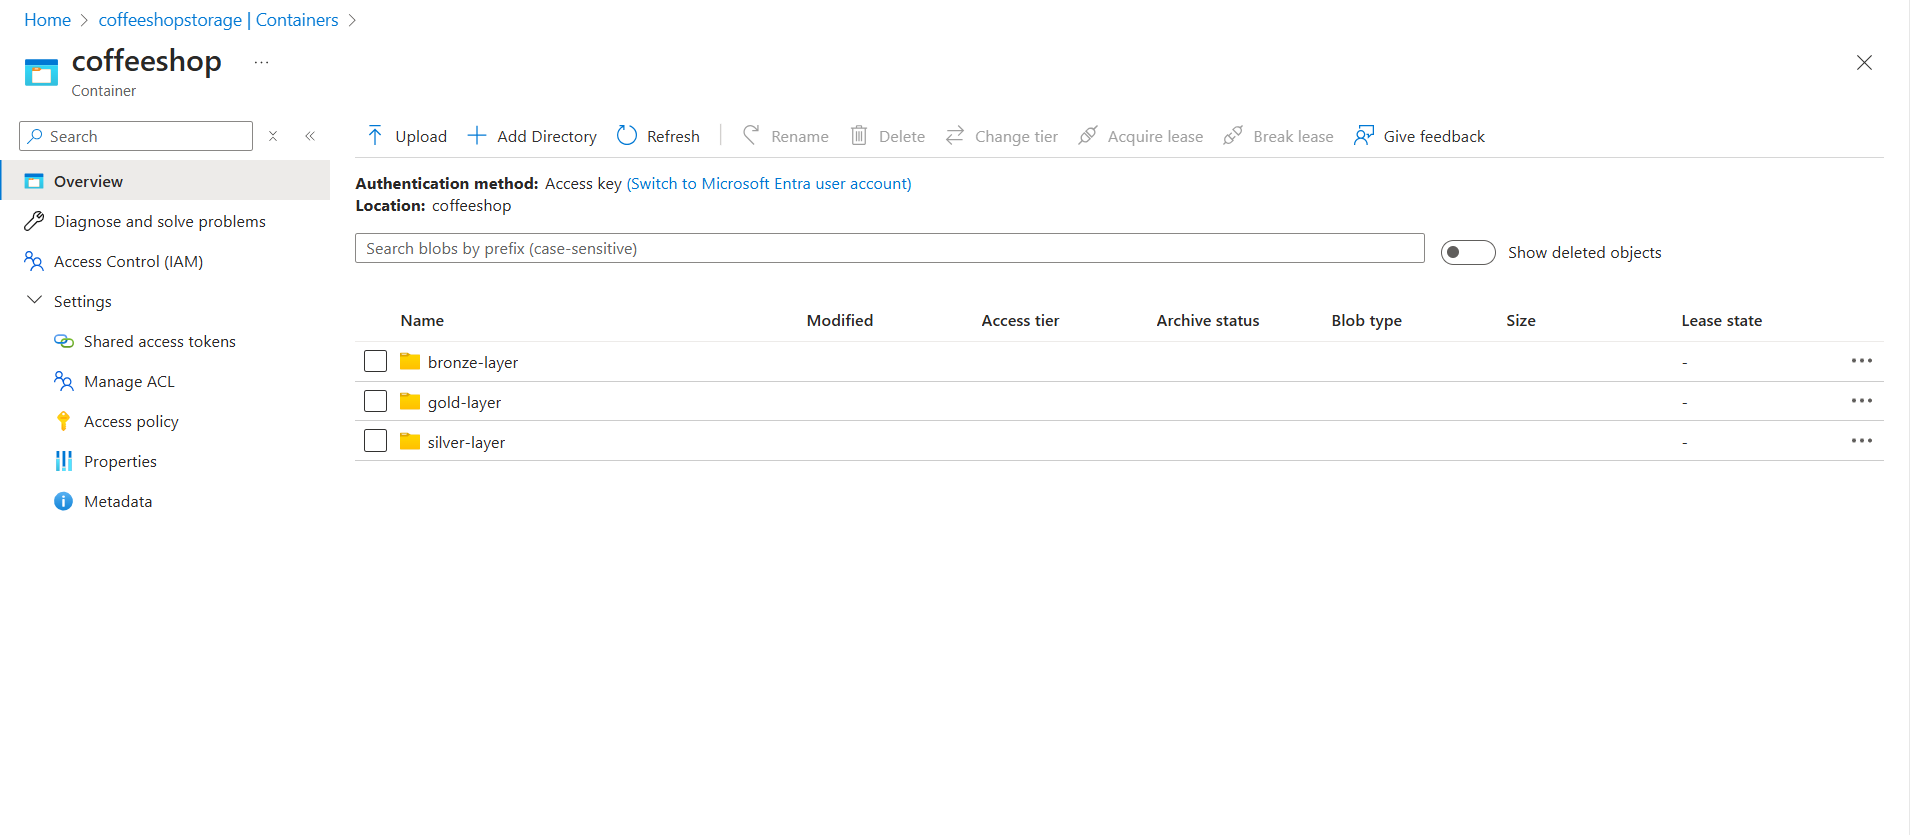 Home > coffeeshopstorage | Containers >
coffeeshop ...
Container
Search
Upload Add Directory Refresh Rename Delete Change tier Acquire lease Break lease Give feedback
Overview
Diagnose and solve problems
Access Control (IAM)
Settings
Shared access tokens
Manage ACL
Access policy
Properties
Metadata
Authentication method: Access key (Switch to Microsoft Entra user account)
Location: coffeeshop
Search blobs by prefix (case-sensitive)
Show deleted objects
Name Modified Access tier Archive status Blob type Size Lease state
bronze-layer -
gold-layer -
silver-layer -